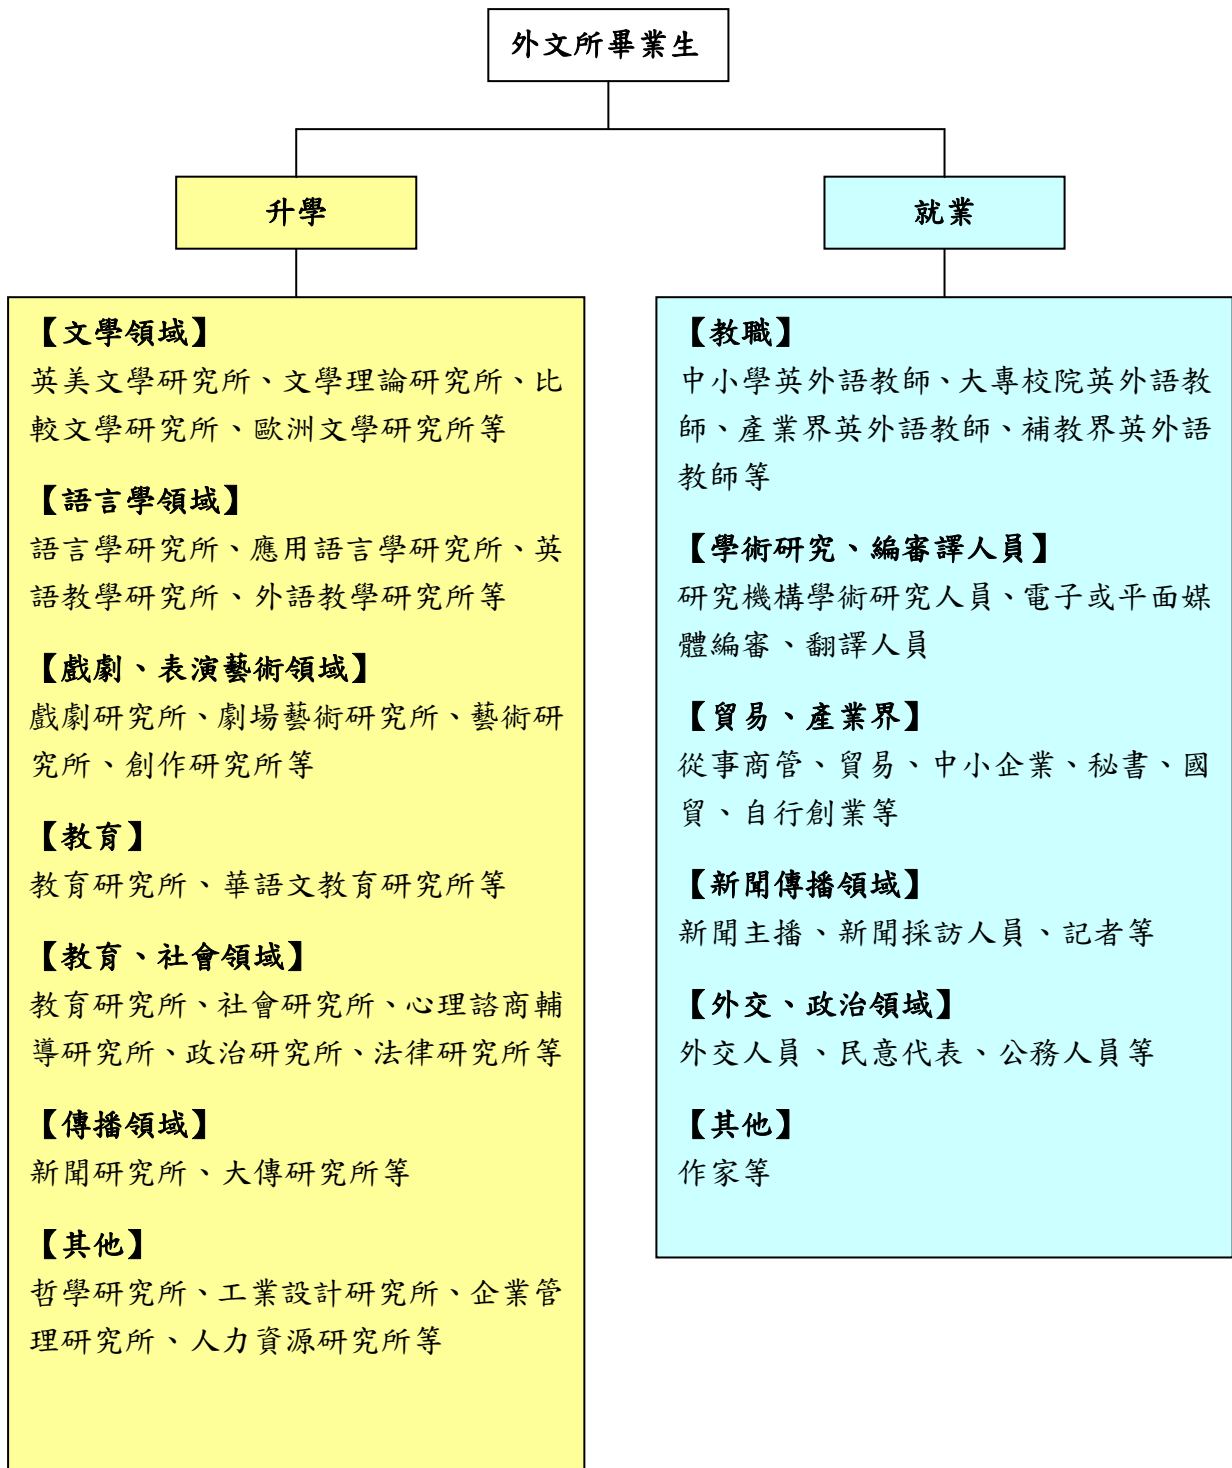 外文所畢業生
升學
就業
【文學領域】
英美文學研究所、文學理論研究所、比
較文學研究所、歐洲文學研究所等
【語言學領域】
語言學研究所、應用語言學研究所、英
語教學研究所、外語教學研究所等
【戲劇、表演藝術領域】
戲劇研究所、劇場藝術研究所、藝術研
究所、創作研究所等
【教育】
教育研究所、華語文教育研究所等
【教育、社會領域】
教育研究所、社會研究所、心理諮商輔
導研究所、政治研究所、法律研究所等
【傳播領域】
新聞研究所、大傳研究所等
【其他】
哲學研究所、工業設計研究所、企業管
理研究所、人力資源研究所等
【教職】
中小學英外語教師、大專校院英外語教
師、產業界英外語教師、補教界英外語
教師等
【學術研究、編審譯人員】
研究機構學術研究人員、電子或平面媒
體編審、翻譯人員
【貿易、產業界】
從事商管、貿易、中小企業、秘書、國
貿、自行創業等
【新聞傳播領域】
新聞主播、新聞採訪人員、記者等
【外交、政治領域】
外交人員、民意代表、公務人員等
【其他】
作家等